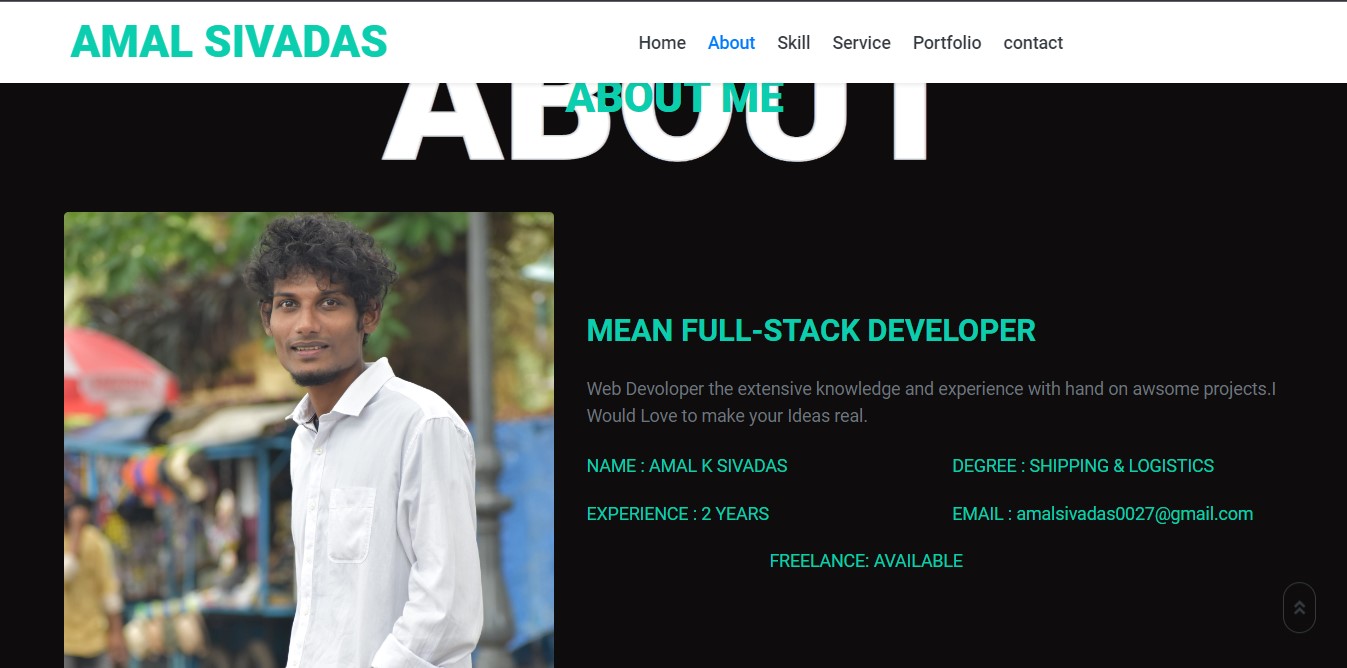 AMAL SIVADAS
Home About Skill Service Portfolio contact
ABOUT
ABOUT ME
MEAN FULL-STACK DEVELOPER
Web Devoloper the extensive knowledge and experience with hand on awsome projects.I
Would Love to make your Ideas real.
NAME : AMAL K SIVADAS
DEGREE : SHIPPING & LOGISTICS
EXPERIENCE : 2 YEARS
EMAIL : amalsivadas0027@gmail.com
FREELANCE: AVAILABLE